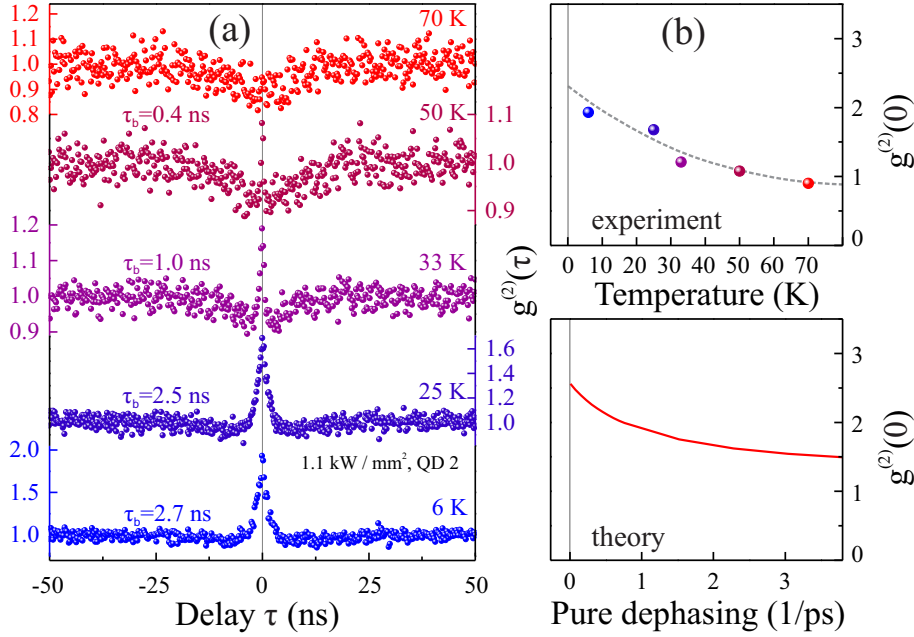 (a)
1.2
1.1
1.0
0.9
0.8
70 K
τb=0.4 ns
50 K
1.1
1.0
0.9
1.2
1.1
1.0
0.9
τb=1.0 ns
33 K
g(2)(τ)
1.6
1.4
1.2
1.0
τb=2.5 ns
25 K
1.1 kW / mm², QD 2
2.0
1.5
1.0
τb=2.7 ns
6 K
-50 -25 0 25 50
Delay τ (ns)
(b)
3
2
1
0
g(2)(0)
experiment
0 10 20 30 40 50 60 70
Temperature (K)
3
2
1
0
g(2)(0)
theory
0 1 2 3
Pure dephasing (1/ps)